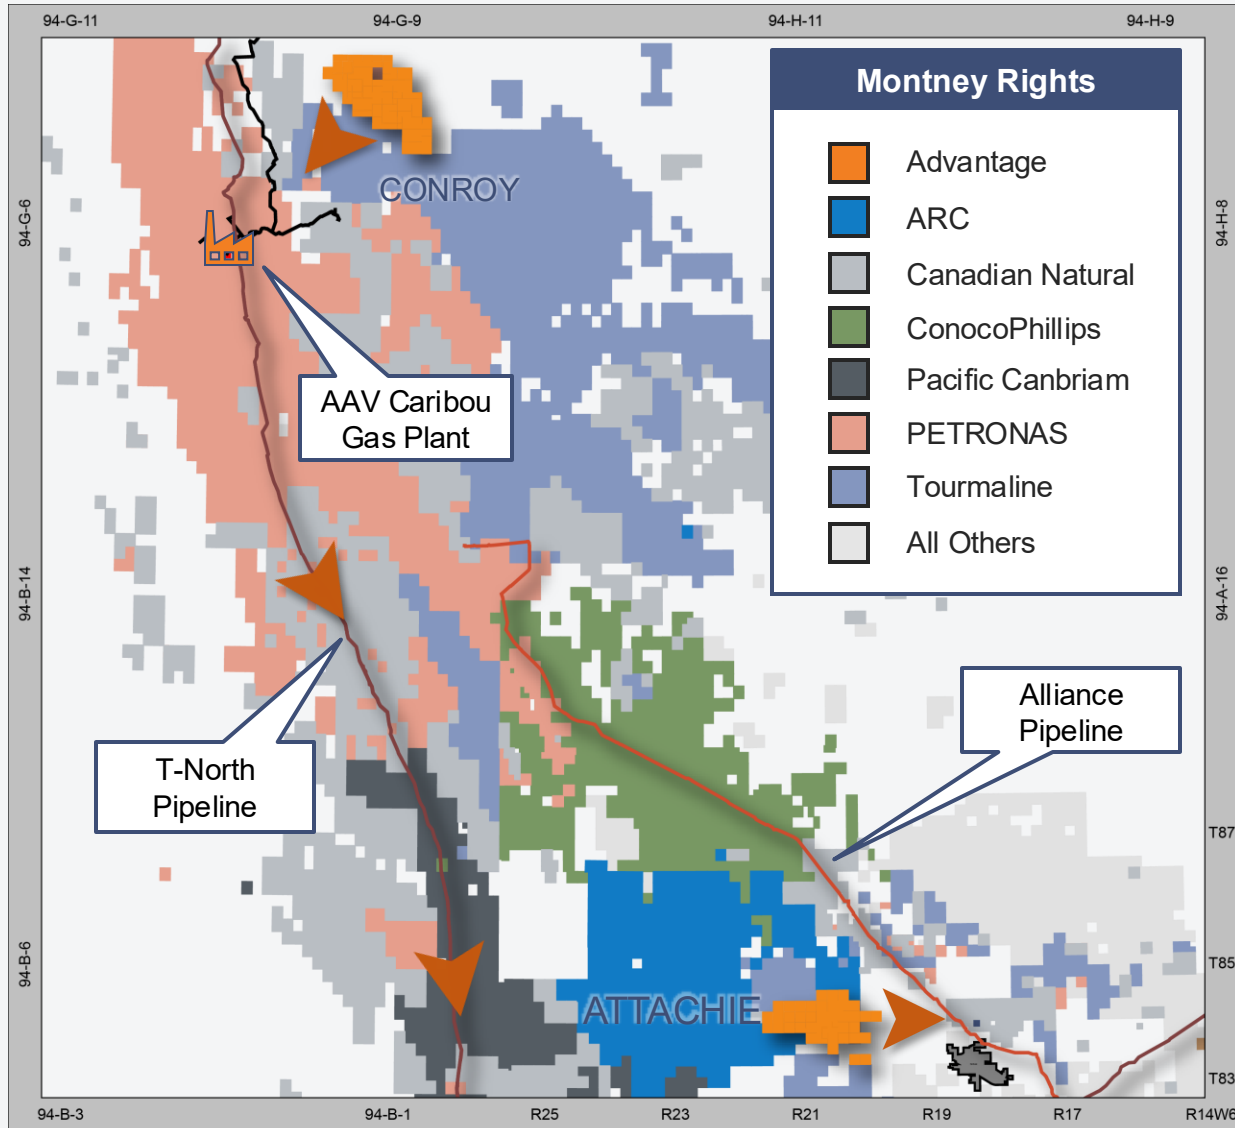 94-G-11
94-G-9
94-H-11
94-H-9
Montney Rights
Advantage
ARC
Canadian Natural
ConocoPhillips
Pacific Canbriam
PETRONAS
Tourmaline
All Others
CONROY
94-G-6
94-H-8
AAV Caribou
Gas Plant
94-B-14
94-A-16
Alliance
Pipeline
T-North
Pipeline
T87
94-B-6
T85
ATTACHIE
T83
94-B-3
94-B-1
R25
R23
R21
R19
R17
R14W6